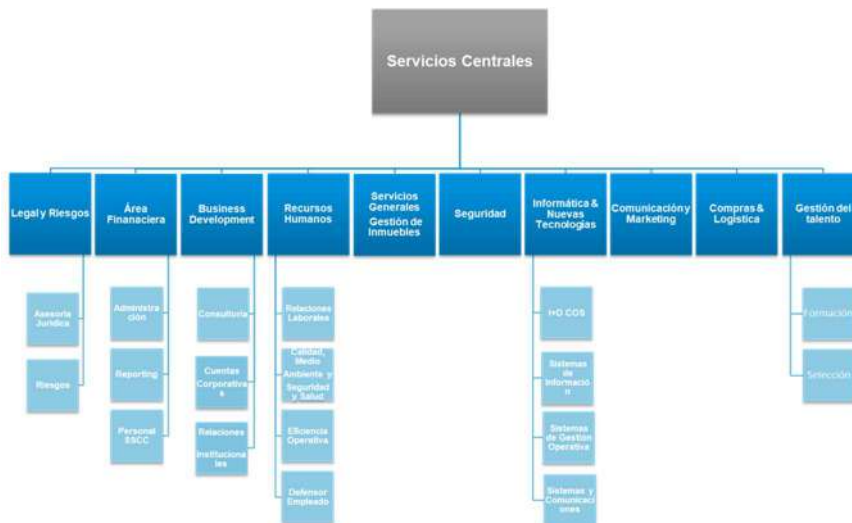 Servicios Centrales
Legal y Riesgos
Área
Finanaciera
Business
Development
Recursos
Humanos
Servicios
Generales
Gestión de
Inmuebles
Seguridad
Informática &
Nuevas
Tecnologías
Comunicación y
Marketing
Compras &
Logística
Gestión del
talento
Asesoría
Jurídica
Riesgos
Administra
ción
Reporting
Personal
ESCC
Consultoría
Cuentas
Corporativa
s
Relaciones
Instituciona
les
Relaciones
Laborales
Calidad,
Medio
Ambiente y
Seguridad
y Salud
Eficiencia
Operativa
Defensor
Empleado
I+D COS
Sistemas
de
Informació
n
Sistemas
de Gestión
Operativa
Sistemas y
Comunicaci
ones
Formación
Selección